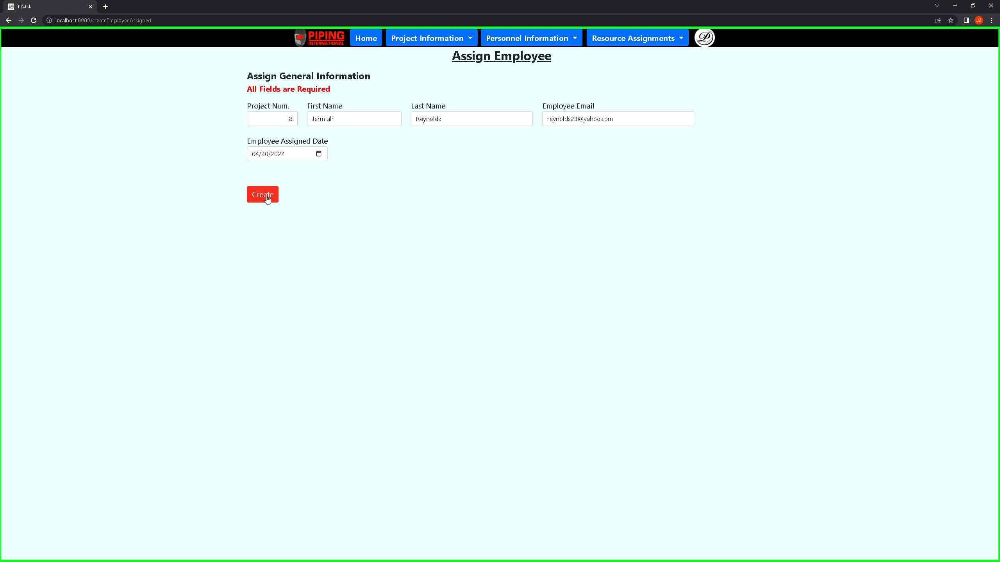 T.A.P.I.
localhost:8080/createEmployeeAssigned
JZ
PIPING
INTERNATIONAL
Home
Project Information
Personnel Information
Resource Assignments
Assign Employee
Assign General Information
All Fields are Required
Project Num. First Name Last Name Employee Email
8 Jermiah Reynolds reynolds23@yahoo.com
Employee Assigned Date
04/20/2022
Create